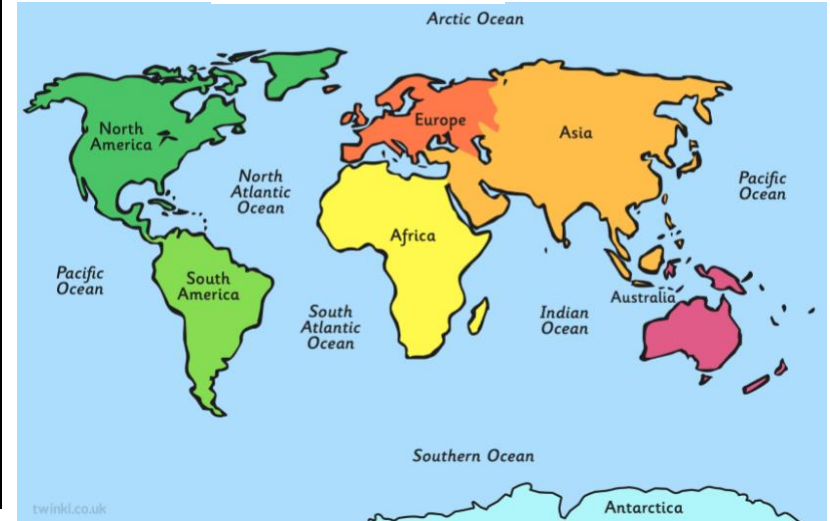 Arctic Ocean
North
America
Europe
Asia
North
Atlantic
Ocean
Pacific
Ocean
Africa
Pacific
Ocean
South
America
South
Atlantic
Ocean
Indian
Ocean
Australia
Southern Ocean
twinkl.co.uk
Antarctica